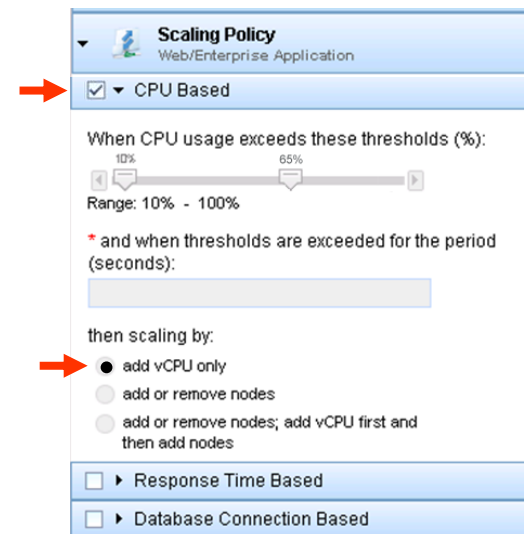 Scaling Policy
Web/Enterprise Application
CPU Based
When CPU usage exceeds these thresholds (%):
10% 65%
Range: 10% - 100%
* and when thresholds are exceeded for the period
(seconds):
then scaling by:
add vCPU only
add or remove nodes
add or remove nodes; add vCPU first and
then add nodes
Response Time Based
Database Connection Based